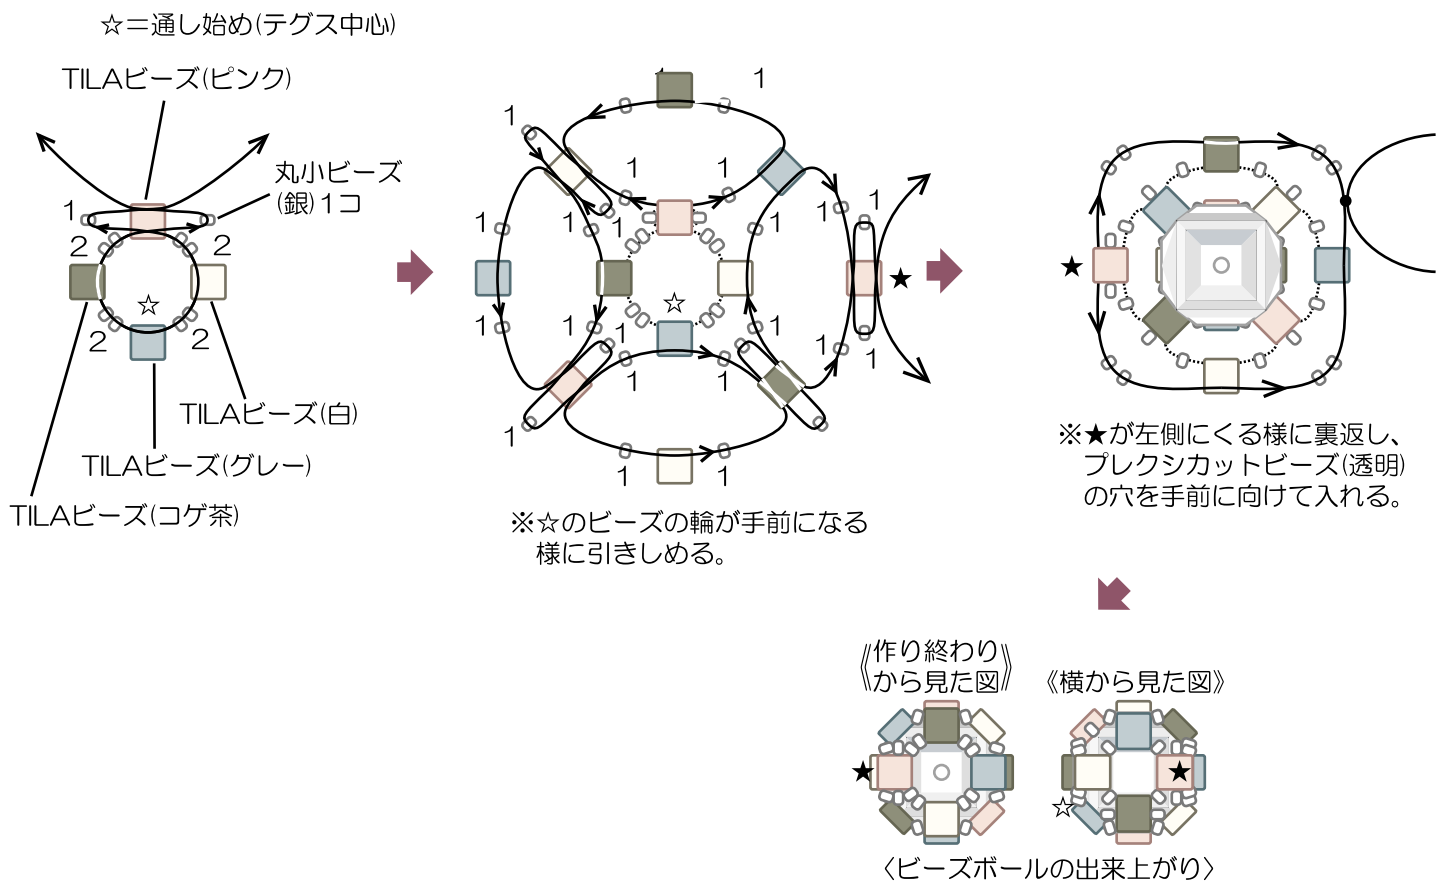 ☆＝通し始め(テグス中心)
TILAビーズ(ピンク)
丸小ビーズ
(銀)1コ
1
2
2
☆
2
2
TILAビーズ(白)
TILAビーズ(グレー)
TILAビーズ(コゲ茶)
1
1
1
1
1
1
1
1
1
1
1
★
☆
1
1
1
1
1
1
1
1
1
1
1
1
※☆のビーズの輪が手前になる
様に引きしめる。
★
※★が左側にくる様に裏返し、
プレクシカットビーズ(透明)
の穴を手前に向けて入れる。
《作り終わり
から見た図》
《横から見た図》
★
★
☆
〈ビーズボールの出来上がり〉